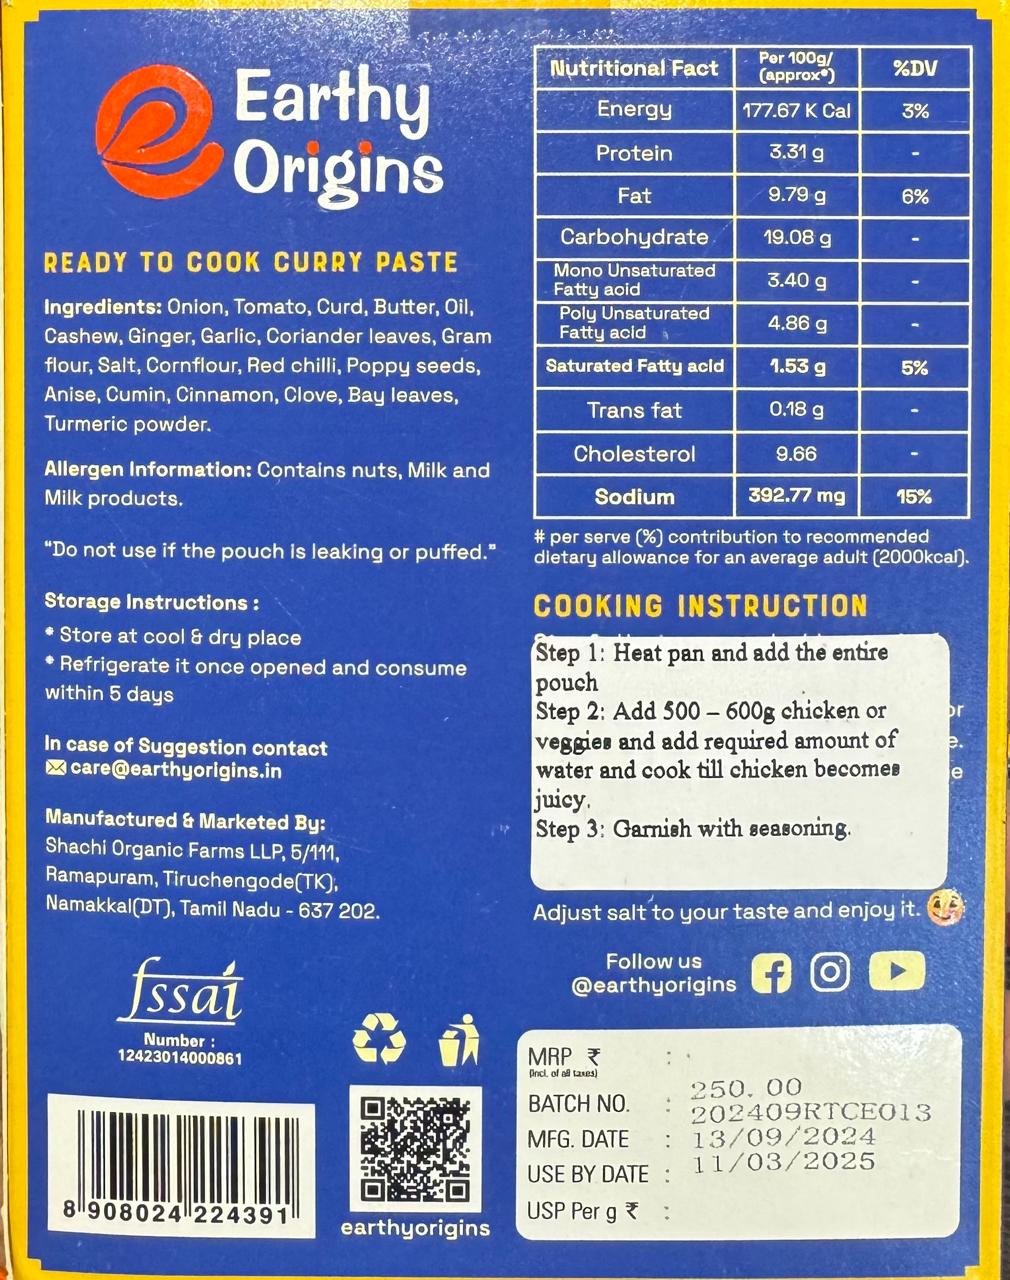 Earthy
Origins
READY TO COOK CURRY PASTE
Ingredients: Onion, Tomato, Curd, Butter, Oil,
Cashew, Ginger, Garlic, Coriander leaves, Gram
flour, Salt, Cornflour, Red chilli, Poppy seeds,
Anise, Cumin, Cinnamon, Clove, Bay leaves,
Turmeric powder.
Allergen Information: Contains nuts, Milk and
Milk products.
"Do not use if the pouch is leaking or puffed."
Storage Instructions :
* Store at cool & dry place
* Refrigerate it once opened and consume
within 5 days
In case of Suggestion contact
care@earthyorigins.in
Manufactured & Marketed By:
Shachi Organic Farms LLP, 5/111,
Ramapuram, Tiruchengode(TK),
Namakkal(DT), Tamil Nadu - 637 202.
fssai
Number :
12423014000861
8 908024 224391
earthyorigins
Nutritional Fact Per 100g/ (approx*) %DV
Energy 177.67 K Cal 3%
Protein 3.31 g -
Fat 9.79 g 6%
Carbohydrate 19.08 g -
Mono Unsaturated Fatty acid 3.40 g -
Poly Unsaturated Fatty acid 4.86 g -
Saturated Fatty acid 1.53 g 5%
Trans fat 0.18 g -
Cholesterol 9.66 -
Sodium 392.77 mg 15%
# per serve (%) contribution to recommended
dietary allowance for an average adult (2000kcal).
COOKING INSTRUCTION
Step 1: Heat pan and add the entire
pouch
Step 2: Add 500 – 600g chicken or
veggies and add required amount of
water and cook till chicken becomes
juicy.
Step 3: Garnish with seasoning.
Adjust salt to your taste and enjoy it.
Follow us
@earthyorigins
MRP ₹ :
(Incl. of all taxes)
250.00
BATCH NO. : 202409RTCE013
MFG. DATE : 13/09/2024
USE BY DATE : 11/03/2025
USP Per g ₹ :